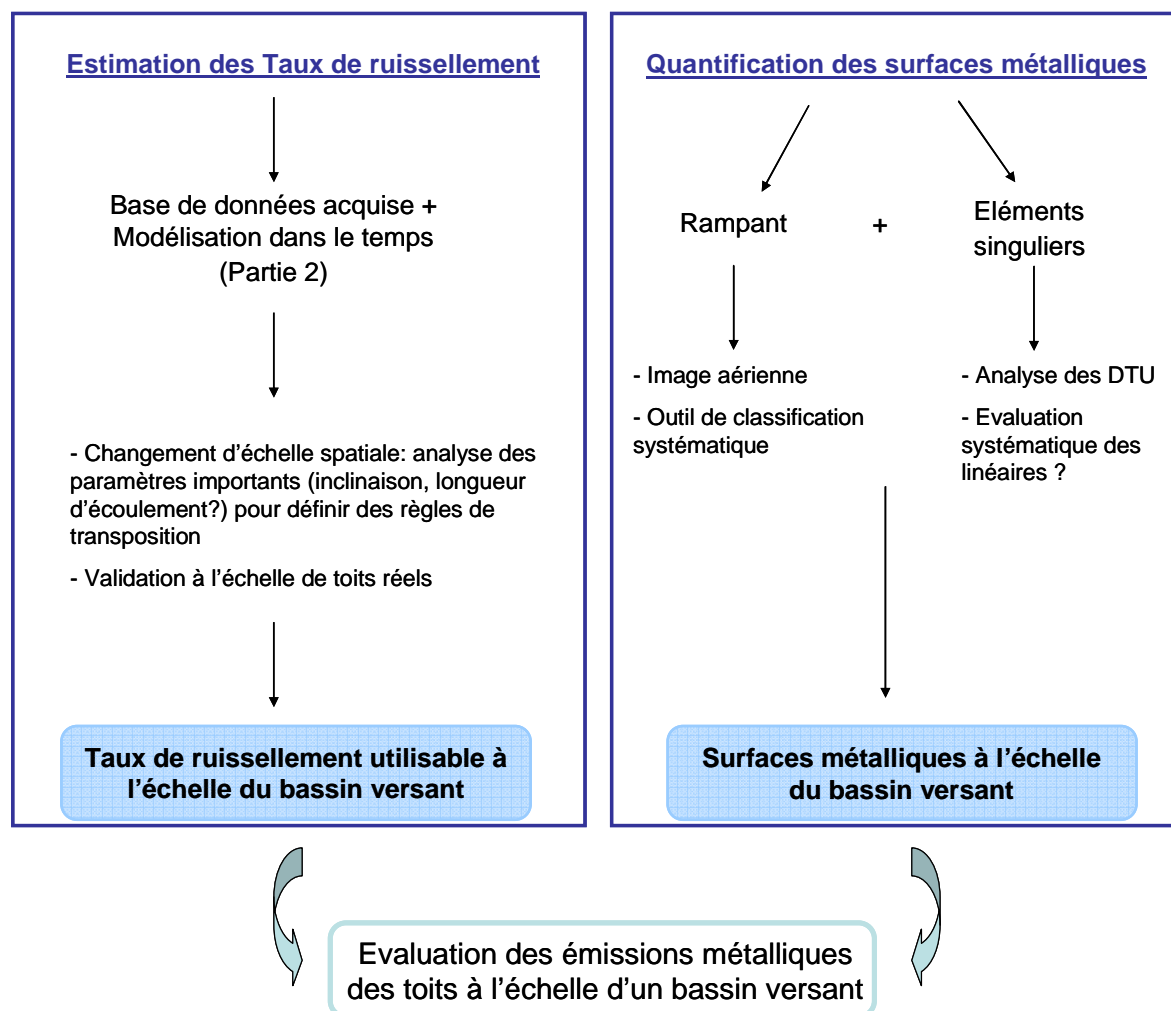 Estimation des Taux de ruissellement
Base de données acquise +
Modélisation dans le temps
(Partie 2)
- Changement d'échelle spatiale: analyse des
paramètres importants (inclinaison, longueur
d'écoulement?) pour définir des règles de
transposition
- Validation à l'échelle de toits réels
Taux de ruissellement utilisable à
l'échelle du bassin versant
Quantification des surfaces métalliques
Rampant
+
Eléments
singuliers
- Image aérienne
- Outil de classification
systématique
- Analyse des DTU
- Evaluation
systématique des
linéaires ?
Surfaces métalliques à l'échelle
du bassin versant
Evaluation des émissions métalliques
des toits à l'échelle d'un bassin versant